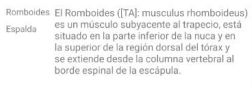 Romboides
Espalda
El Romboides ([TA]: musculus rhomboideus)
es un músculo subyacente al trapecio, está
situado en la parte inferior de la nuca y en
la superior de la región dorsal del tórax y
se extiende desde la columna vertebral al
borde espinal de la escápula.